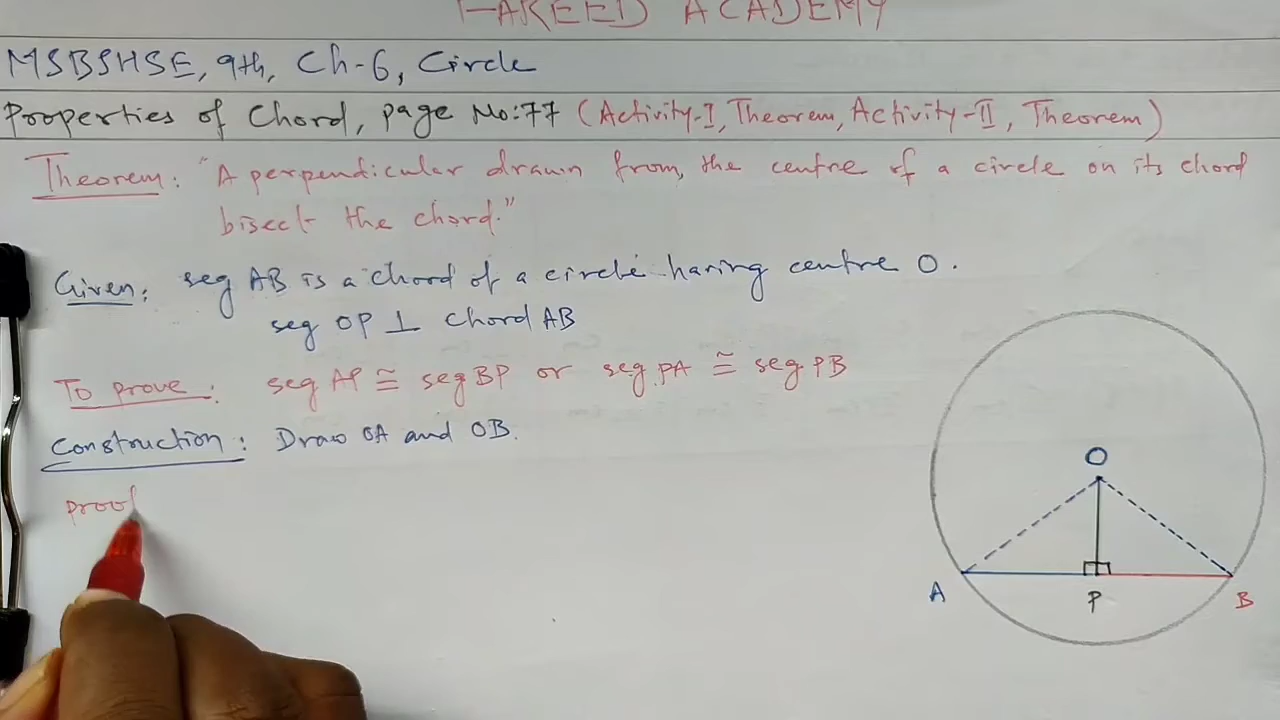 FAREED ACADEMY
MSBSHSE, 9th, Ch-6, Circle
Properties of Chord, page No:77 (Activity-I, Theorem, Activity-II, Theorem)
Theorem: "A perpendicular drawn from, the centre of a circle on its chord
bisect the chord."
Given: seg AB is a chord of a circle having centre O.
seg OP ⊥ chord AB
To prove: seg AP ≅ seg BP or seg PA ≅ seg PB
Construction: Draw OA and OB.
Proof
O
A
P
B